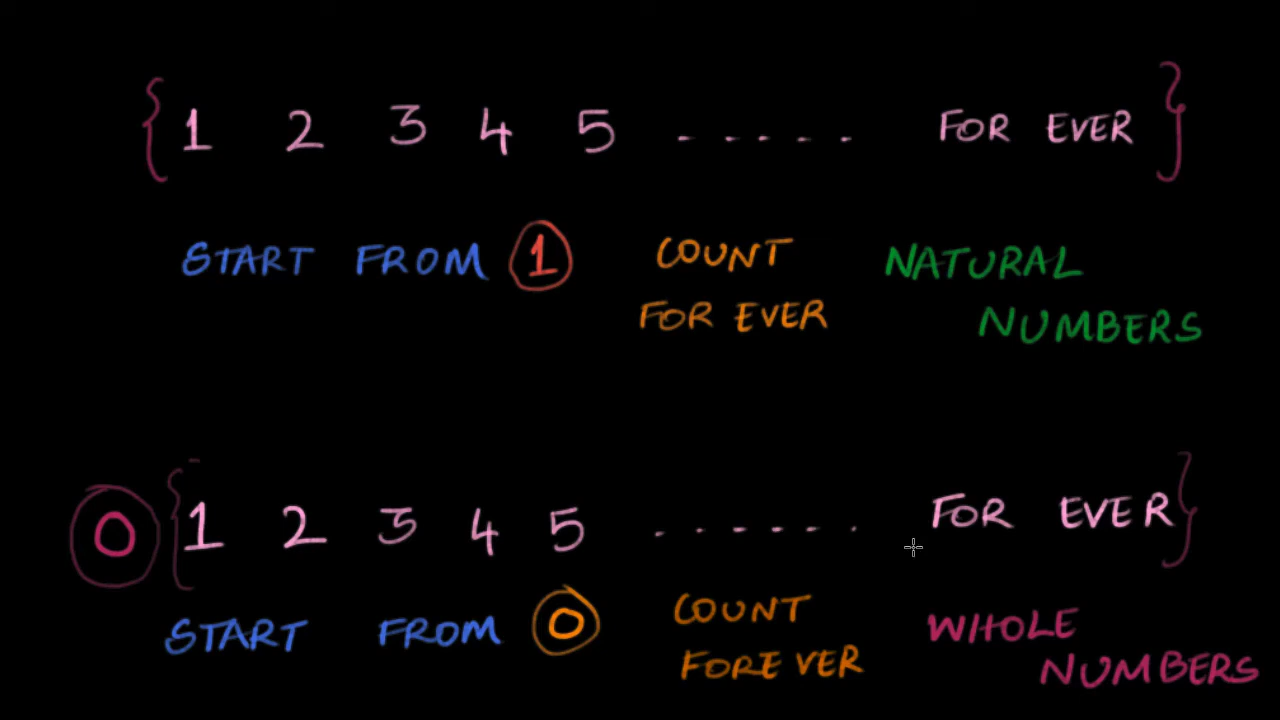 { 1 2 3 4 5 - - - - - FOR EVER }
START FROM 1 COUNT FOR EVER NATURAL NUMBERS
0 { 1 2 3 4 5 . - - - - . FOR EVER }
START FROM 0 COUNT FOREVER WHOLE NUMBERS